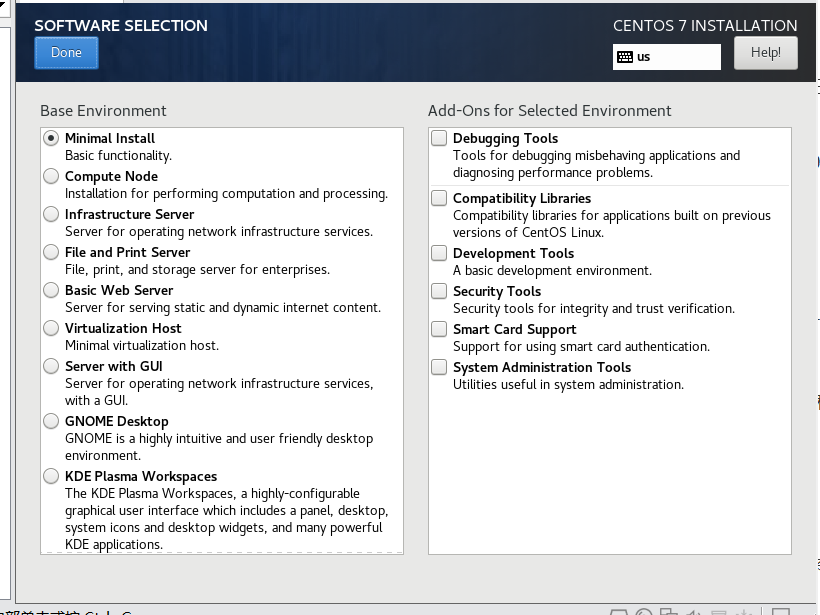 SOFTWARE SELECTION
CENTOS 7 INSTALLATION
Done
us
Help!
Base Environment
Minimal Install
Basic functionality.
Compute Node
Installation for performing computation and processing.
Infrastructure Server
Server for operating network infrastructure services.
File and Print Server
File, print, and storage server for enterprises.
Basic Web Server
Server for serving static and dynamic internet content.
Virtualization Host
Minimal virtualization host.
Server with GUI
Server for operating network infrastructure services,
with a GUI.
GNOME Desktop
GNOME is a highly intuitive and user friendly desktop
environment.
KDE Plasma Workspaces
The KDE Plasma Workspaces, a highly-configurable
graphical user interface which includes a panel, desktop,
system icons and desktop widgets, and many powerful
KDE applications.
Add-Ons for Selected Environment
Debugging Tools
Tools for debugging misbehaving applications and
diagnosing performance problems.
Compatibility Libraries
Compatibility libraries for applications built on previous
versions of CentOS Linux.
Development Tools
A basic development environment.
Security Tools
Security tools for integrity and trust verification.
Smart Card Support
Support for using smart card authentication.
System Administration Tools
Utilities useful in system administration.